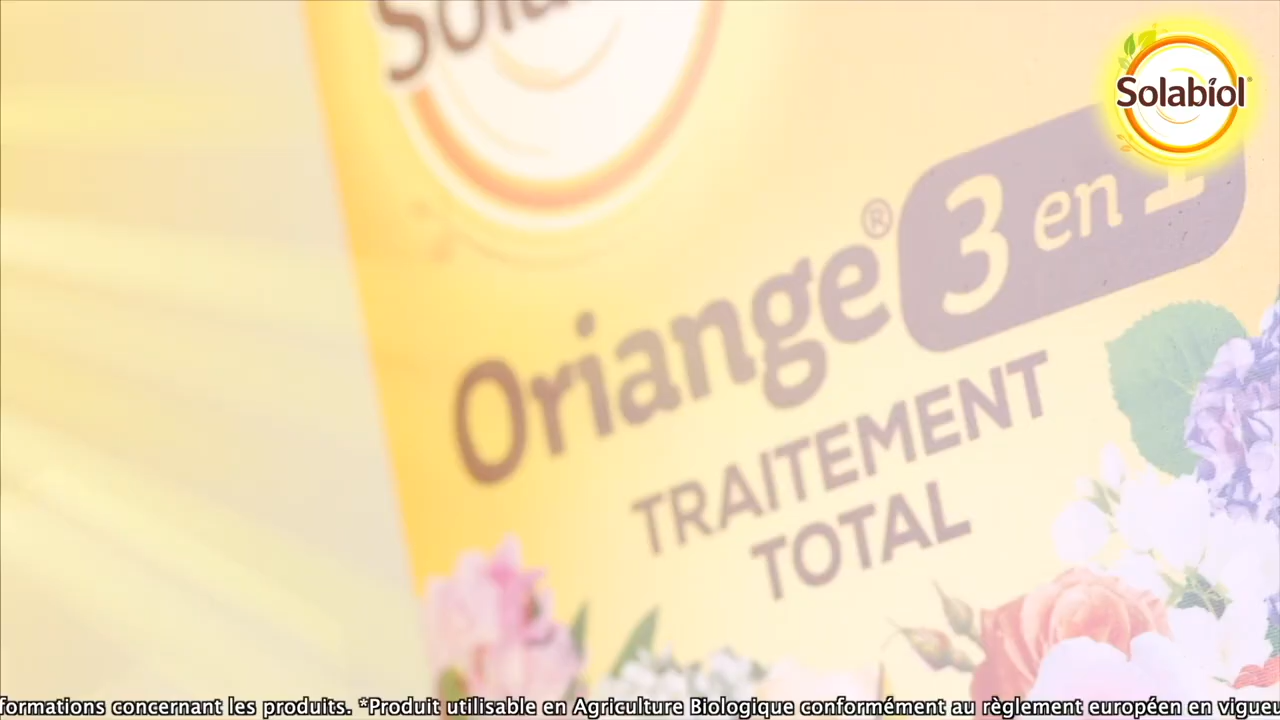 Solabiol
Oriange® 3 en 1
TRAITEMENT
TOTAL
formations concernant les produits. *Produit utilisable en Agriculture Biologique conformément au règlement européen en vigueu